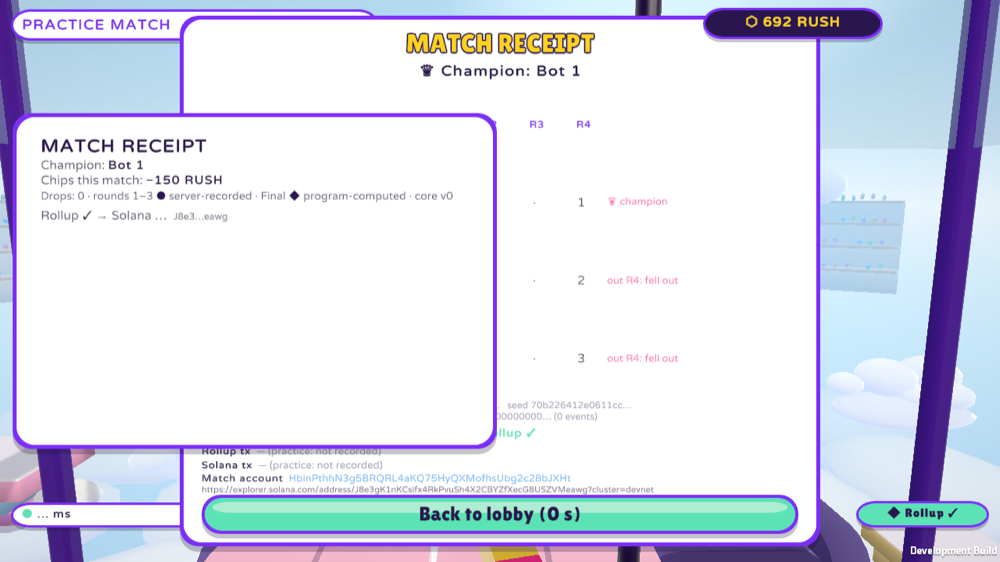 PRACTICE MATCH
692 RUSH
MATCH RECEIPT
♛ Champion: Bot 1
R3 R4
MATCH RECEIPT
Champion: Bot 1
Chips this match: −150 RUSH
Drops: 0 · rounds 1–3 ● server-recorded · Final ◆ program-computed · core v0
Rollup ✓ → Solana ... J8e3...eawg
· 1 ♛ champion
· 2 out R4: fell out
· 3 out R4: fell out
seed 70b226412e0611cc...
(0 events)
✓
Rollup tx — (practice: not recorded)
Solana tx — (practice: not recorded)
Match account HbinPthhN3g5BRQRL4aKQ75HyQXMofhsUbg2c28bJXHt
https://explorer.solana.com/address/J8e3gK1nKCsifx4RkPvuSh4X2CBYZfXecG8USZVMeawg?cluster=devnet
... ms
Back to lobby (0 s)
◆ Rollup ✓
Development Build